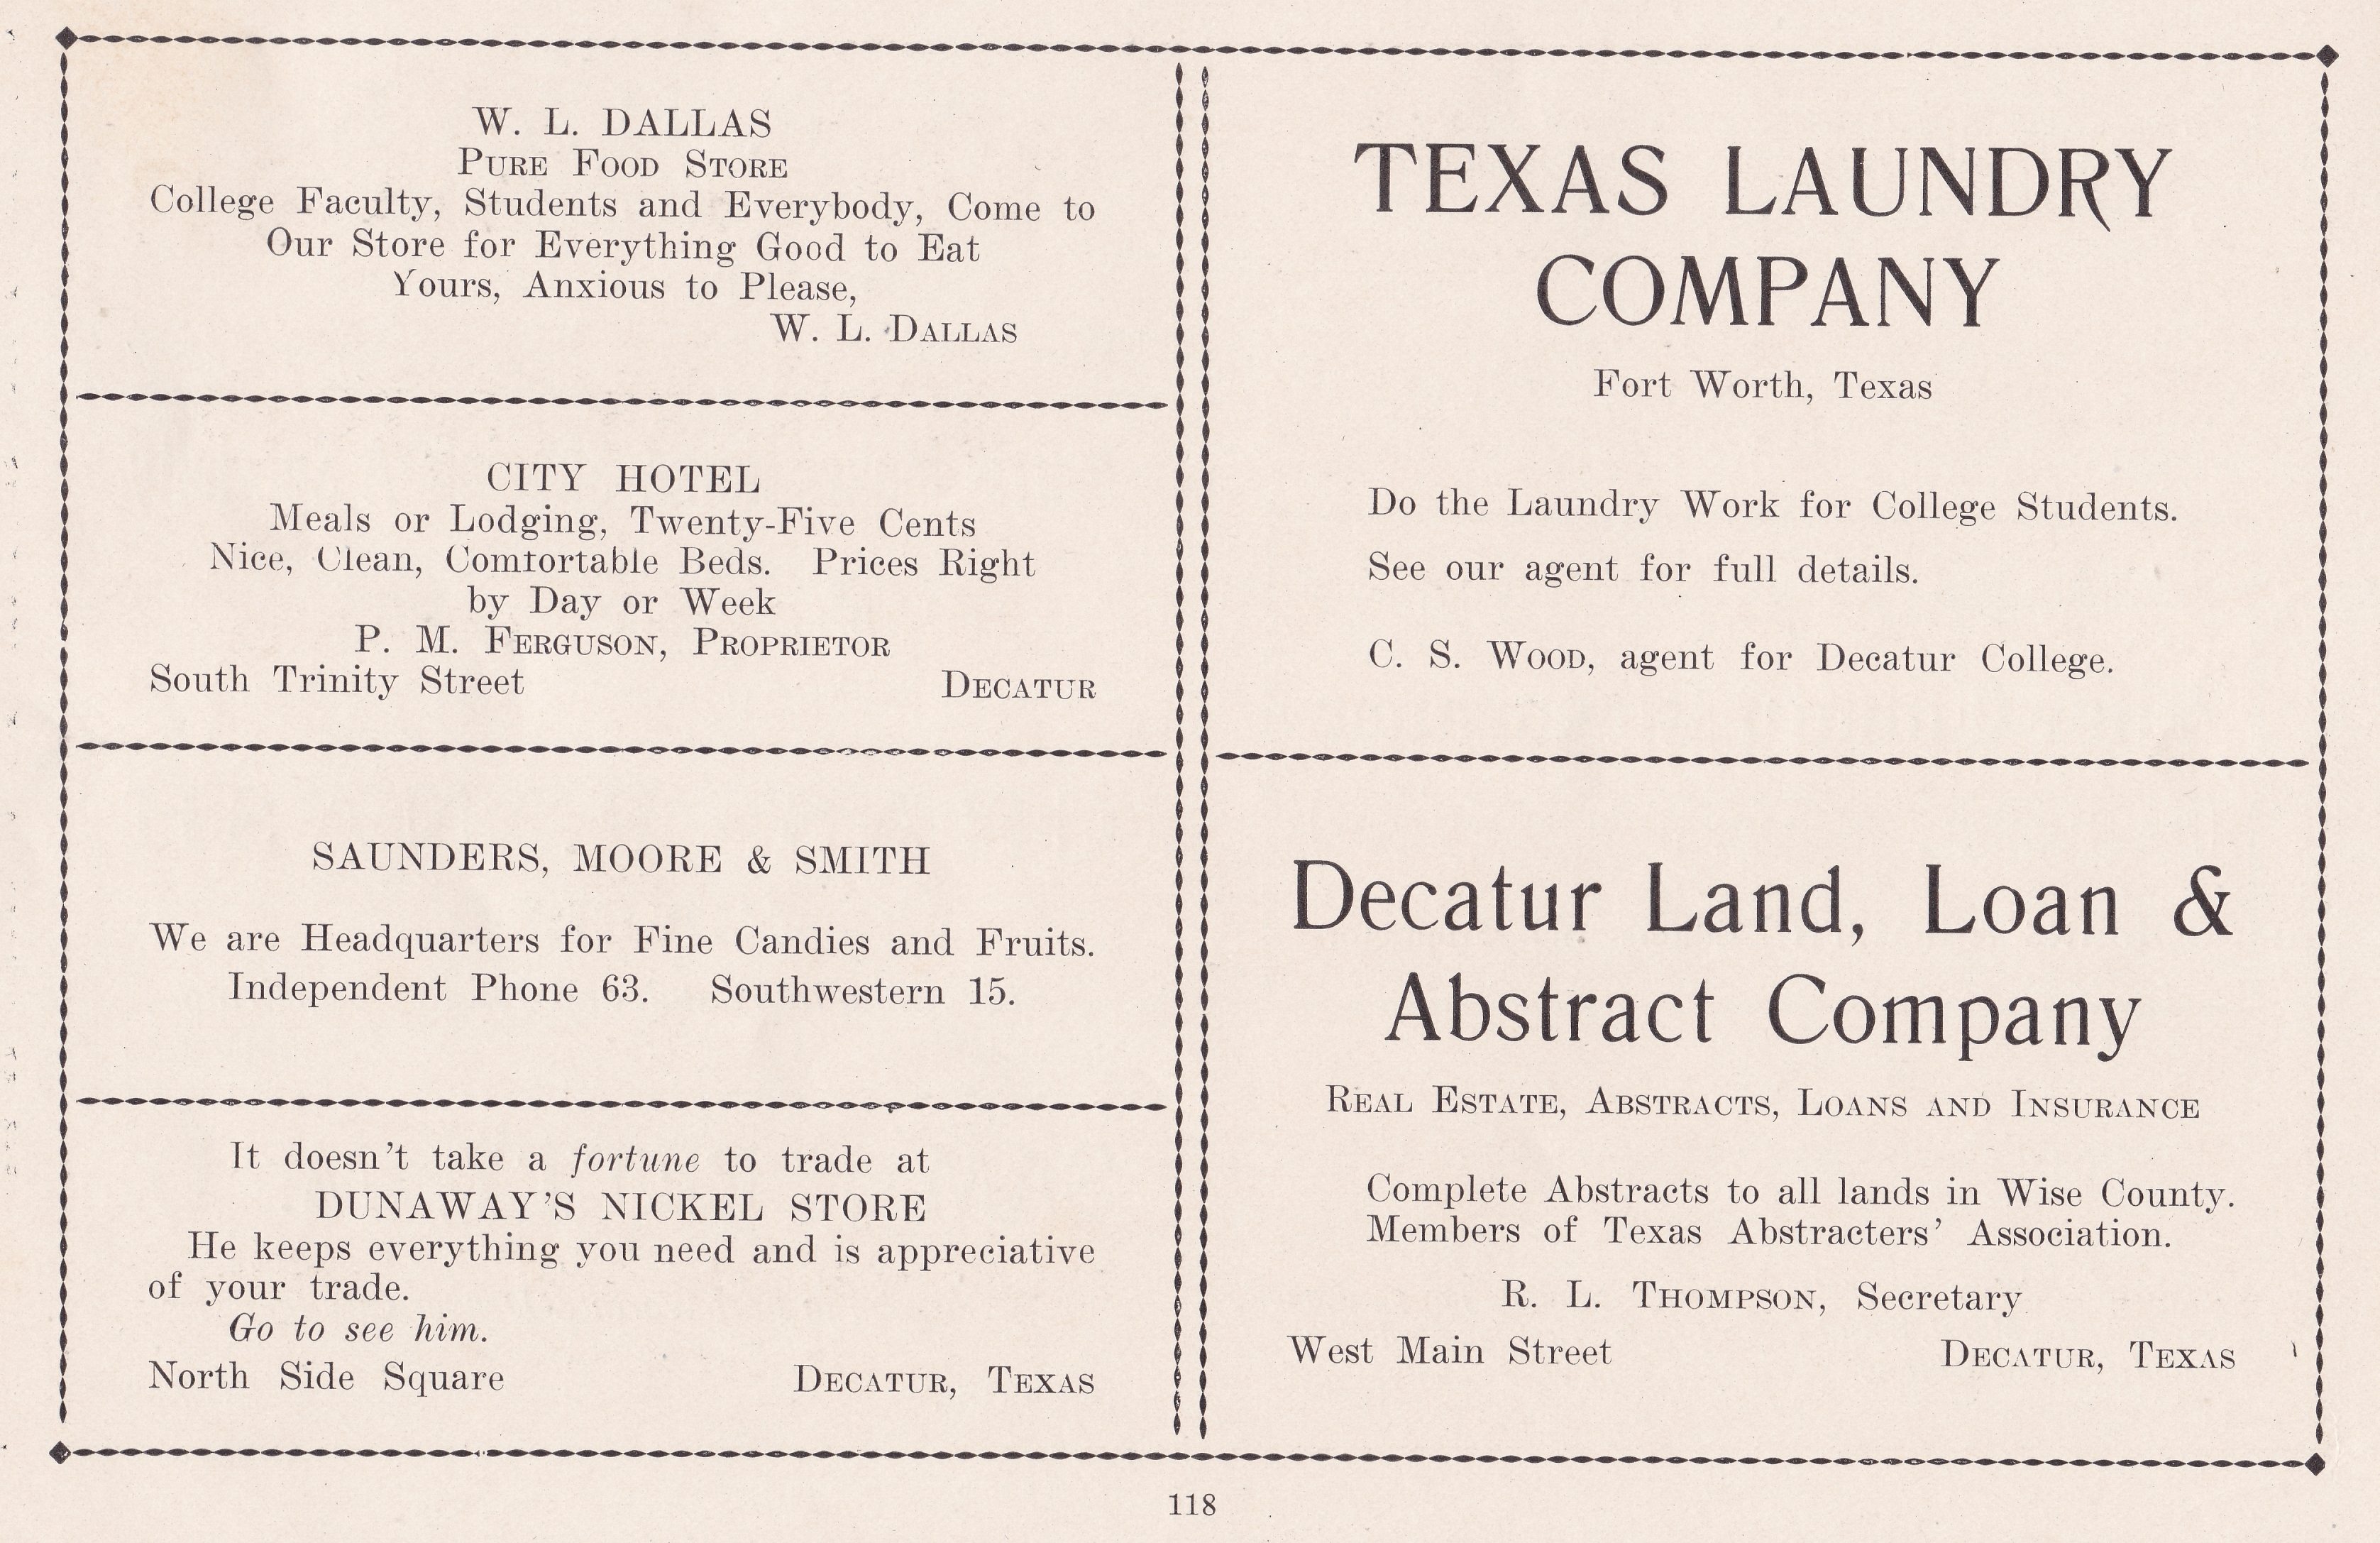 W. L. DALLAS
PURE FOOD STORE
College Faculty, Students and Everybody, Come to
Our Store for Everything Good to Eat
Yours, Anxious to Please,
W. L. DALLAS
CITY HOTEL
Meals or Lodging, Twenty-Five Cents
Nice, Clean, Comfortable Beds. Prices Right
by Day or Week
P. M. FERGUSON, PROPRIETOR
South Trinity Street DECATUR
SAUNDERS, MOORE & SMITH
We are Headquarters for Fine Candies and Fruits.
Independent Phone 63. Southwestern 15.
It doesn't take a fortune to trade at
DUNAWAY'S NICKEL STORE
He keeps everything you need and is appreciative
of your trade.
Go to see him.
North Side Square DECATUR, TEXAS
TEXAS LAUNDRY
COMPANY
Fort Worth, Texas
Do the Laundry Work for College Students.
See our agent for full details.
C. S. WOOD, agent for Decatur College.
Decatur Land, Loan &
Abstract Company
REAL ESTATE, ABSTRACTS, LOANS AND INSURANCE
Complete Abstracts to all lands in Wise County.
Members of Texas Abstracters' Association.
R. L. THOMPSON, Secretary
West Main Street DECATUR, TEXAS
118